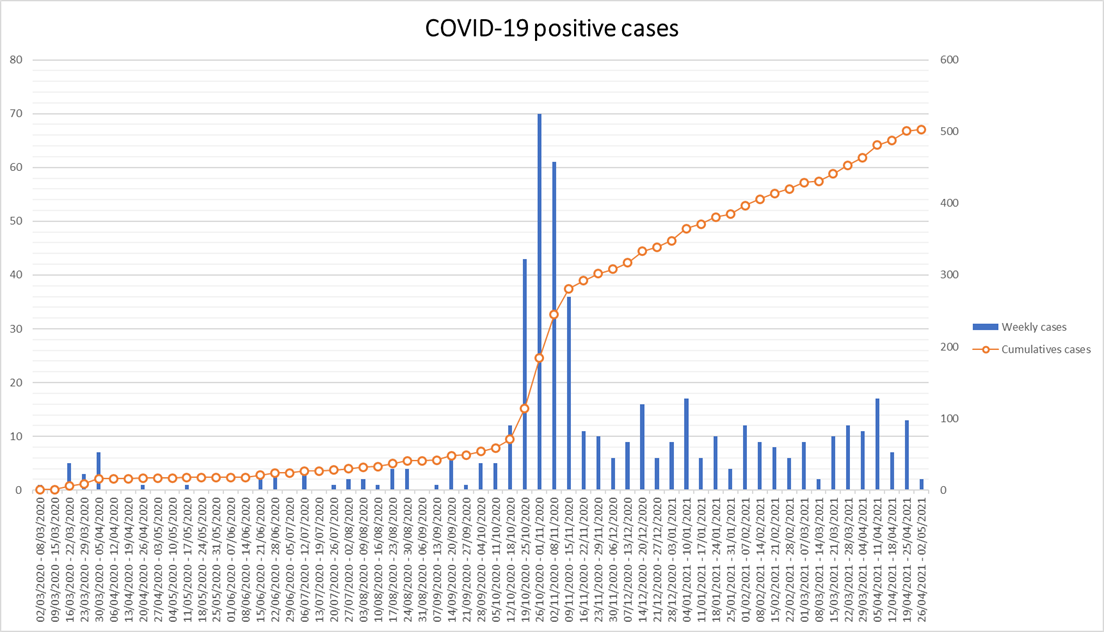 COVID-19 positive cases
80
70
60
50
40
30
20
10
0
600
500
400
300
200
100
0
02/03/2020 - 08/03/2020
09/03/2020 - 15/03/2020
16/03/2020 - 22/03/2020
23/03/2020 - 29/03/2020
30/03/2020 - 05/04/2020
06/04/2020 - 12/04/2020
13/04/2020 - 19/04/2020
20/04/2020 - 26/04/2020
27/04/2020 - 03/05/2020
04/05/2020 - 10/05/2020
11/05/2020 - 17/05/2020
18/05/2020 - 24/05/2020
25/05/2020 - 31/05/2020
01/06/2020 - 07/06/2020
08/06/2020 - 14/06/2020
15/06/2020 - 21/06/2020
22/06/2020 - 28/06/2020
29/06/2020 - 05/07/2020
06/07/2020 - 12/07/2020
13/07/2020 - 19/07/2020
20/07/2020 - 26/07/2020
27/07/2020 - 02/08/2020
03/08/2020 - 09/08/2020
10/08/2020 - 16/08/2020
17/08/2020 - 23/08/2020
24/08/2020 - 30/08/2020
31/08/2020 - 06/09/2020
07/09/2020 - 13/09/2020
14/09/2020 - 20/09/2020
21/09/2020 - 27/09/2020
28/09/2020 - 04/10/2020
05/10/2020 - 11/10/2020
12/10/2020 - 18/10/2020
19/10/2020 - 25/10/2020
26/10/2020 - 01/11/2020
02/11/2020 - 08/11/2020
09/11/2020 - 15/11/2020
16/11/2020 - 22/11/2020
23/11/2020 - 29/11/2020
30/11/2020 - 06/12/2020
07/12/2020 - 13/12/2020
14/12/2020 - 20/12/2020
21/12/2020 - 27/12/2020
28/12/2020 - 03/01/2021
04/01/2021 - 10/01/2021
11/01/2021 - 17/01/2021
18/01/2021 - 24/01/2021
25/01/2021 - 31/01/2021
01/02/2021 - 07/02/2021
08/02/2021 - 14/02/2021
15/02/2021 - 21/02/2021
22/02/2021 - 28/02/2021
01/03/2021 - 07/03/2021
08/03/2021 - 14/03/2021
15/03/2021 - 21/03/2021
22/03/2021 - 28/03/2021
29/03/2021 - 04/04/2021
05/04/2021 - 11/04/2021
12/04/2021 - 18/04/2021
19/04/2021 - 25/04/2021
26/04/2021 - 02/05/2021
Weekly cases
Cumulatives cases